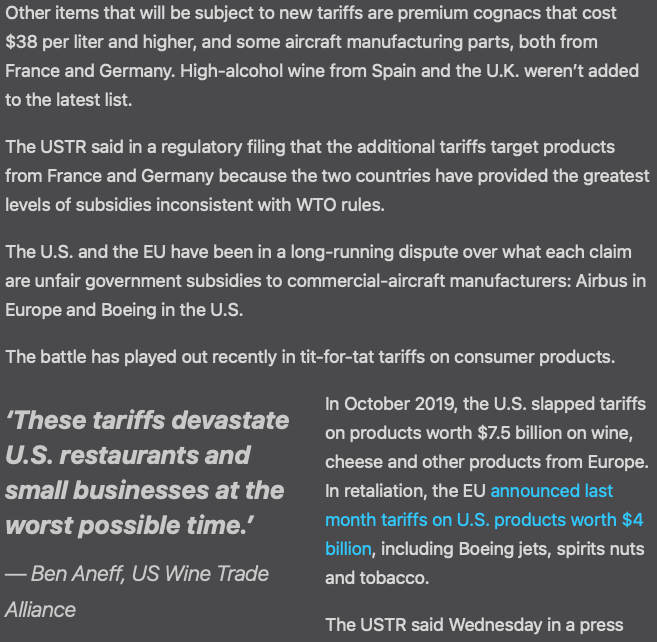 Other items that will be subject to new tariffs are premium cognacs that cost
$38 per liter and higher, and some aircraft manufacturing parts, both from
France and Germany. High-alcohol wine from Spain and the U.K. weren’t added
to the latest list.
The USTR said in a regulatory filing that the additional tariffs target products
from France and Germany because the two countries have provided the greatest
levels of subsidies inconsistent with WTO rules.
The U.S. and the EU have been in a long-running dispute over what each claim
are unfair government subsidies to commercial-aircraft manufacturers: Airbus in
Europe and Boeing in the U.S.
The battle has played out recently in tit-for-tat tariffs on consumer products.
‘These tariffs devastate
U.S. restaurants and
small businesses at the
worst possible time.’
— Ben Aneff, US Wine Trade
Alliance
In October 2019, the U.S. slapped tariffs
on products worth $7.5 billion on wine,
cheese and other products from Europe.
In retaliation, the EU announced last
month tariffs on U.S. products worth $4
billion, including Boeing jets, spirits nuts
and tobacco.
The USTR said Wednesday in a press